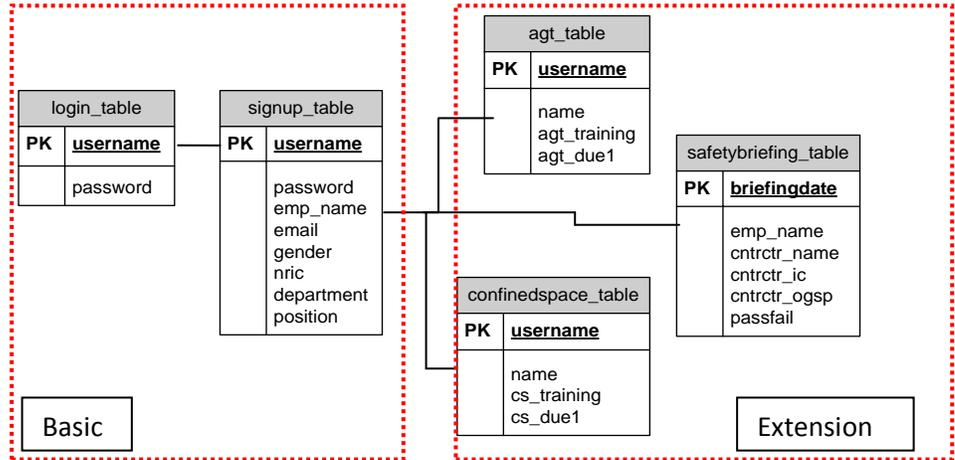 login_table
PK username
password
signup_table
PK username
password
emp_name
email
gender
nric
department
position
Basic
agt_table
PK username
name
agt_training
agt_due1
safetybriefing_table
PK briefingdate
emp_name
cntrctr_name
cntrctr_ic
cntrctr_ogsp
passfail
confinedspace_table
PK username
name
cs_training
cs_due1
Extension